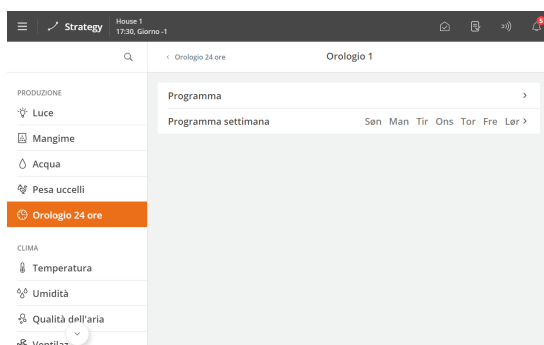 Strategy
House 1
17:30, Giorno -1
5
Orologio 24 ore
Orologio 1
PRODUZIONE
Luce
Mangime
Acqua
Pesa uccelli
Orologio 24 ore
CLIMA
Temperatura
Umidità
Qualità dell'aria
Programma
Programma settimana Søn Man Tir Ons Tor Fre Lør